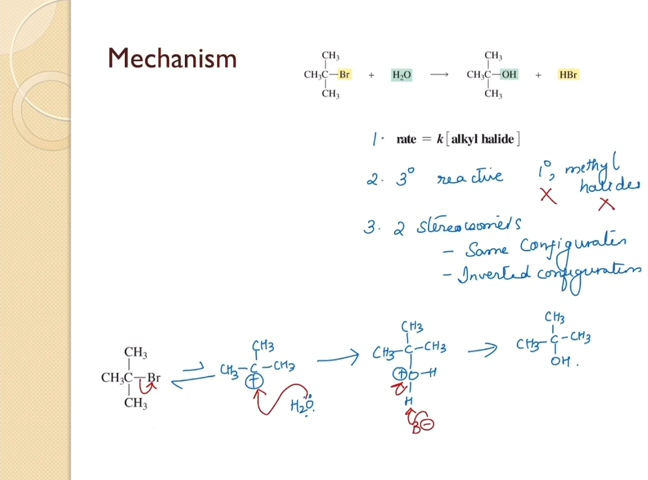 Mechanism
CH₃ CH₃
CH₃C—Br + H₂O ⟶ CH₃C—OH + HBr
CH₃ CH₃
1. rate = k[alkyl halide]
2. 3° reactive 1°, methyl
halides
X X
3. 2 stereoisomers
- Same configuration
- Inverted configuration
CH₃ CH₃ CH₃ CH₃
CH₃C—Br ⇌ CH₃—C—CH₃ ⟶ CH₃—C—CH₃ ⟶ CH₃—C—CH₃
CH₃ ⊕ H₂O ⊕O—H OH.
H
B⊖